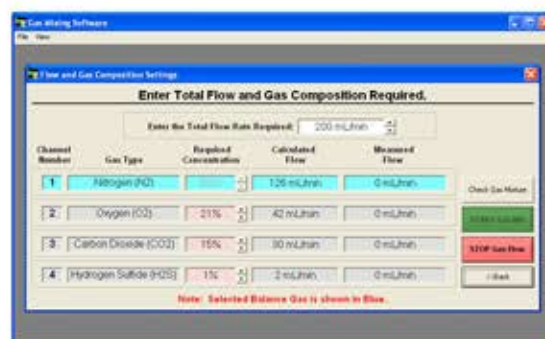 Gas Mixing Software
File View
Flow and Gas Composition Settings
Enter Total Flow and Gas Composition Required.
Enter the Total Flow Rate Required: 200 mL/min
Channel Number Gas Type Required Concentration Calculated Flow Measured Flow
1 Nitrogen (N2) 126 mL/min 0 mL/min
2 Oxygen (O2) 21% 42 mL/min 0 mL/min
3 Carbon Dioxide (CO2) 15% 30 mL/min 0 mL/min
4 Hydrogen Sulfide (H2S) 1% 2 mL/min 0 mL/min
Check Gas Mixture
STOP Gas Flow
< Back
Note: Selected Balance Gas is shown in Blue.